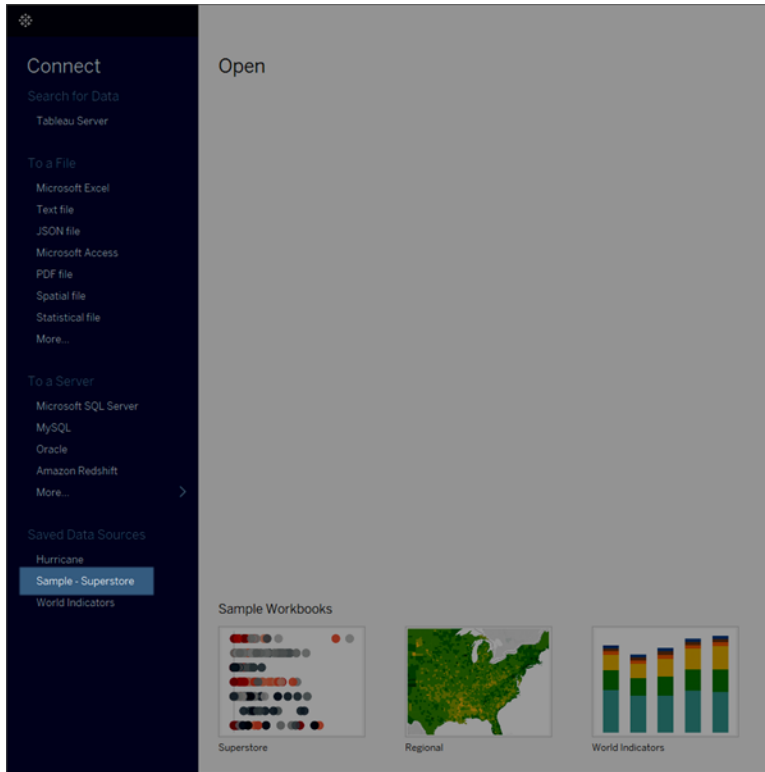 Connect
Search for Data
Tableau Server
To a File
Microsoft Excel
Text file
JSON file
Microsoft Access
PDF file
Spatial file
Statistical file
More...
To a Server
Microsoft SQL Server
MySQL
Oracle
Amazon Redshift
More...
Saved Data Sources
Hurricane
Sample - Superstore
World Indicators
Open
Sample Workbooks
Superstore
Regional
World Indicators